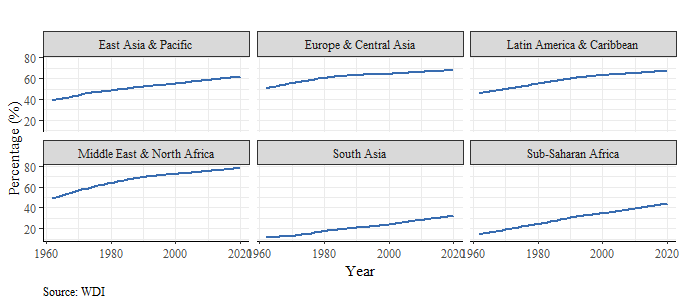 East Asia & Pacific Europe & Central Asia Latin America & Caribbean
80
60
40
20
Percentage (%)
Middle East & North Africa South Asia Sub-Saharan Africa
80
60
40
20
1960 1980 2000 2020 1960 1980 2000 2020 1960 1980 2000 2020
Year
Source: WDI